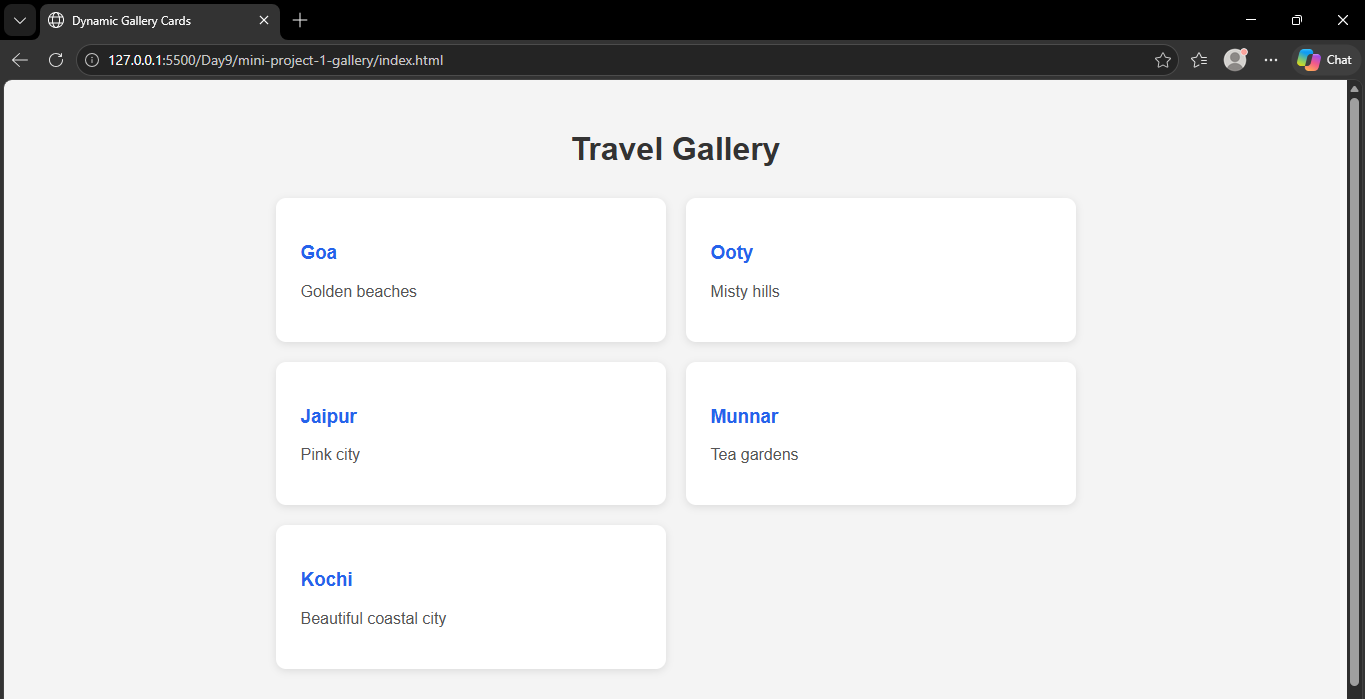 Dynamic Gallery Cards
127.0.0.1:5500/Day9/mini-project-1-gallery/index.html
Chat
Travel Gallery
Goa
Golden beaches
Ooty
Misty hills
Jaipur
Pink city
Munnar
Tea gardens
Kochi
Beautiful coastal city